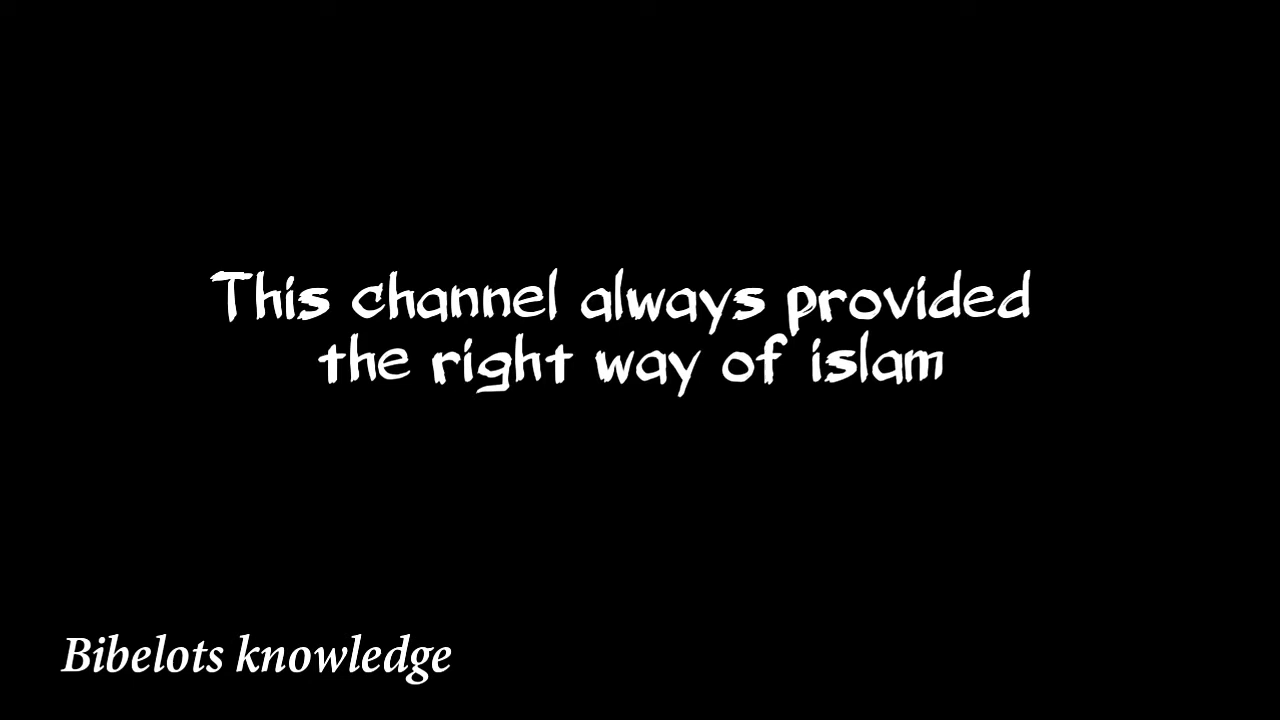 This channel always provided
the right way of islam
Bibelots knowledge